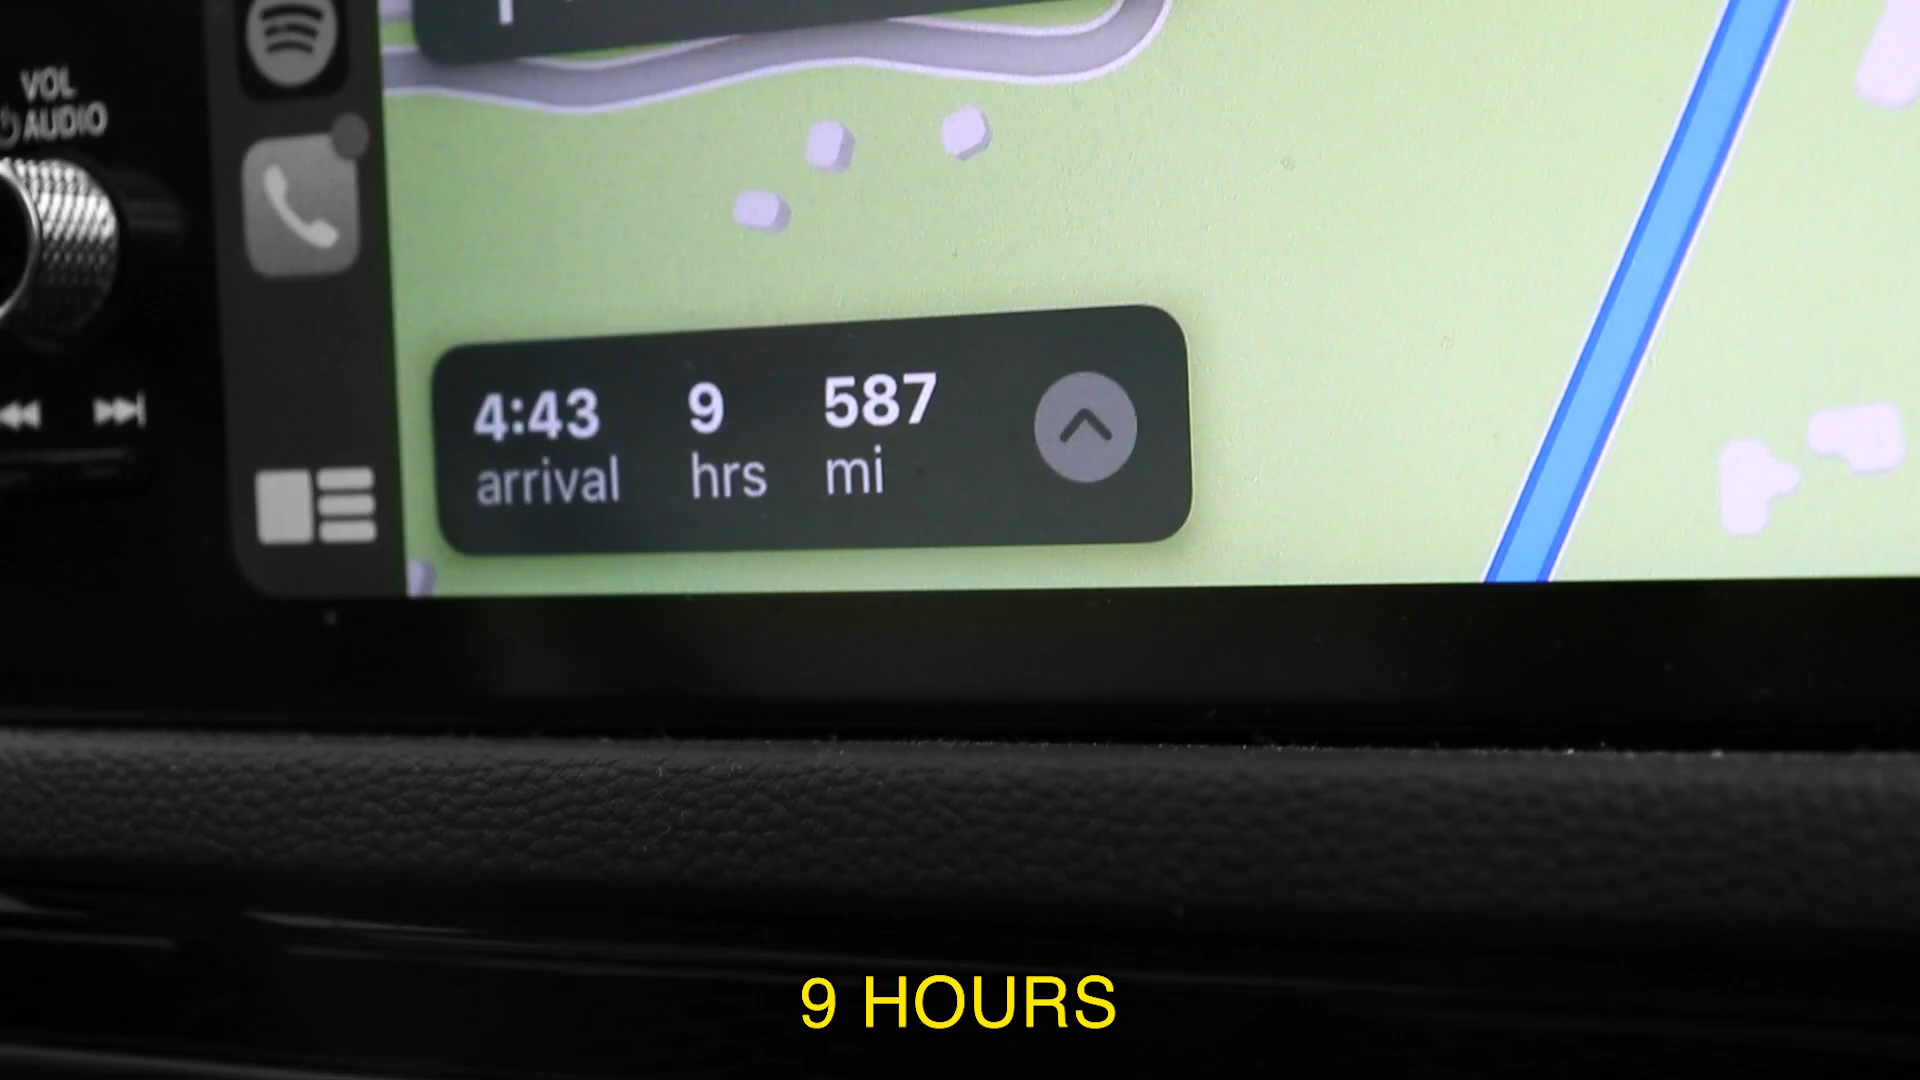 VOL
AUDIO
4:43 9 587
arrival hrs mi
9 HOURS